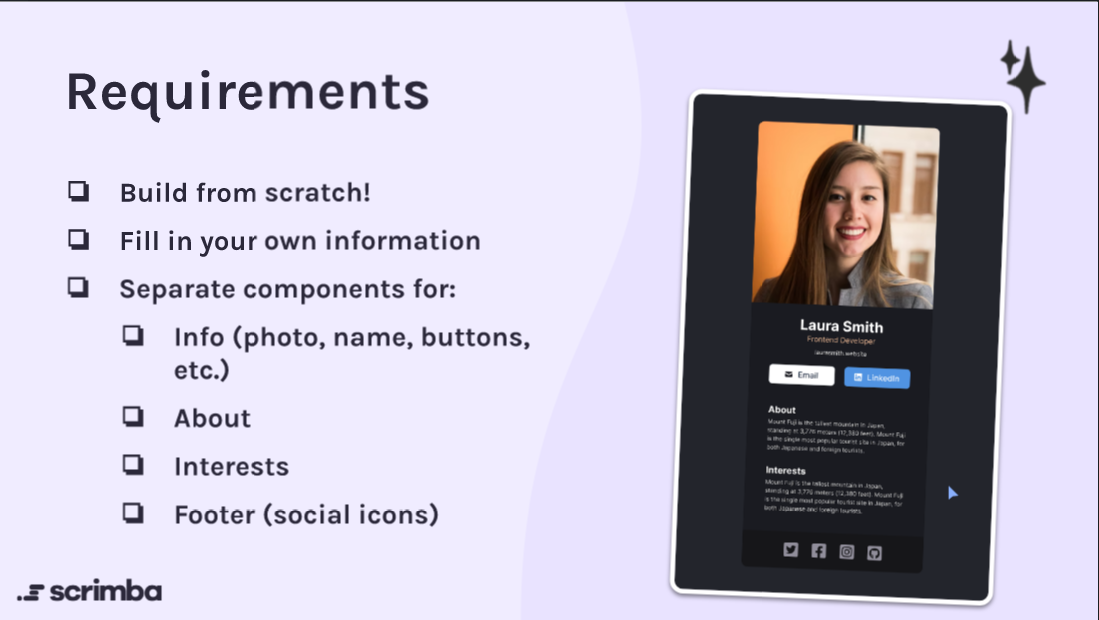 Requirements
Build from scratch!
Fill in your own information
Separate components for:
Info (photo, name, buttons,
etc.)
About
Interests
Footer (social icons)
scrimba
Laura Smith
Frontend Developer
laurasmith.website
Email
LinkedIn
About
Mount Fuji is the tallest mountain in Japan,
standing at 3,776 meters (12,380 feet). Mount Fuji
is the single most popular tourist site in Japan, for
both Japanese and foreign tourists.
Interests
Mount Fuji is the tallest mountain in Japan,
standing at 3,776 meters (12,380 feet). Mount Fuji
is the single most popular tourist site in Japan, for
both Japanese and foreign tourists.